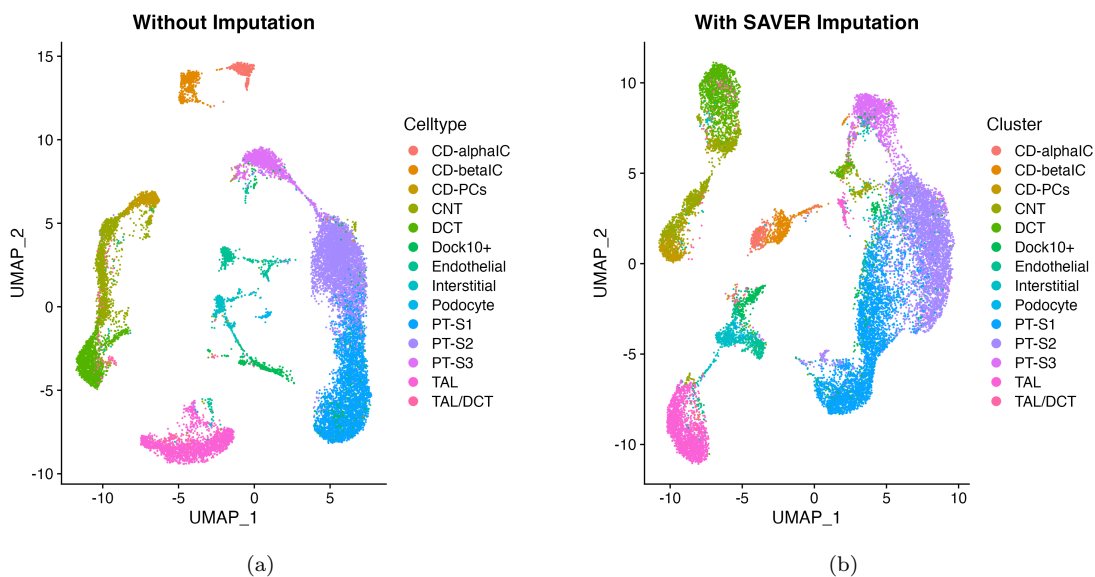 Without Imputation
15
10
5
0
-5
-10
UMAP_2
-10
-5
0
5
UMAP_1
Celltype
CD-alphaIC
CD-betaIC
CD-PCs
CNT
DCT
Dock10+
Endothelial
Interstitial
Podocyte
PT-S1
PT-S2
PT-S3
TAL
TAL/DCT
(a)
With SAVER Imputation
10
5
0
-5
-10
UMAP_2
-10
-5
0
5
10
UMAP_1
Cluster
CD-alphaIC
CD-betaIC
CD-PCs
CNT
DCT
Dock10+
Endothelial
Interstitial
Podocyte
PT-S1
PT-S2
PT-S3
TAL
TAL/DCT
(b)